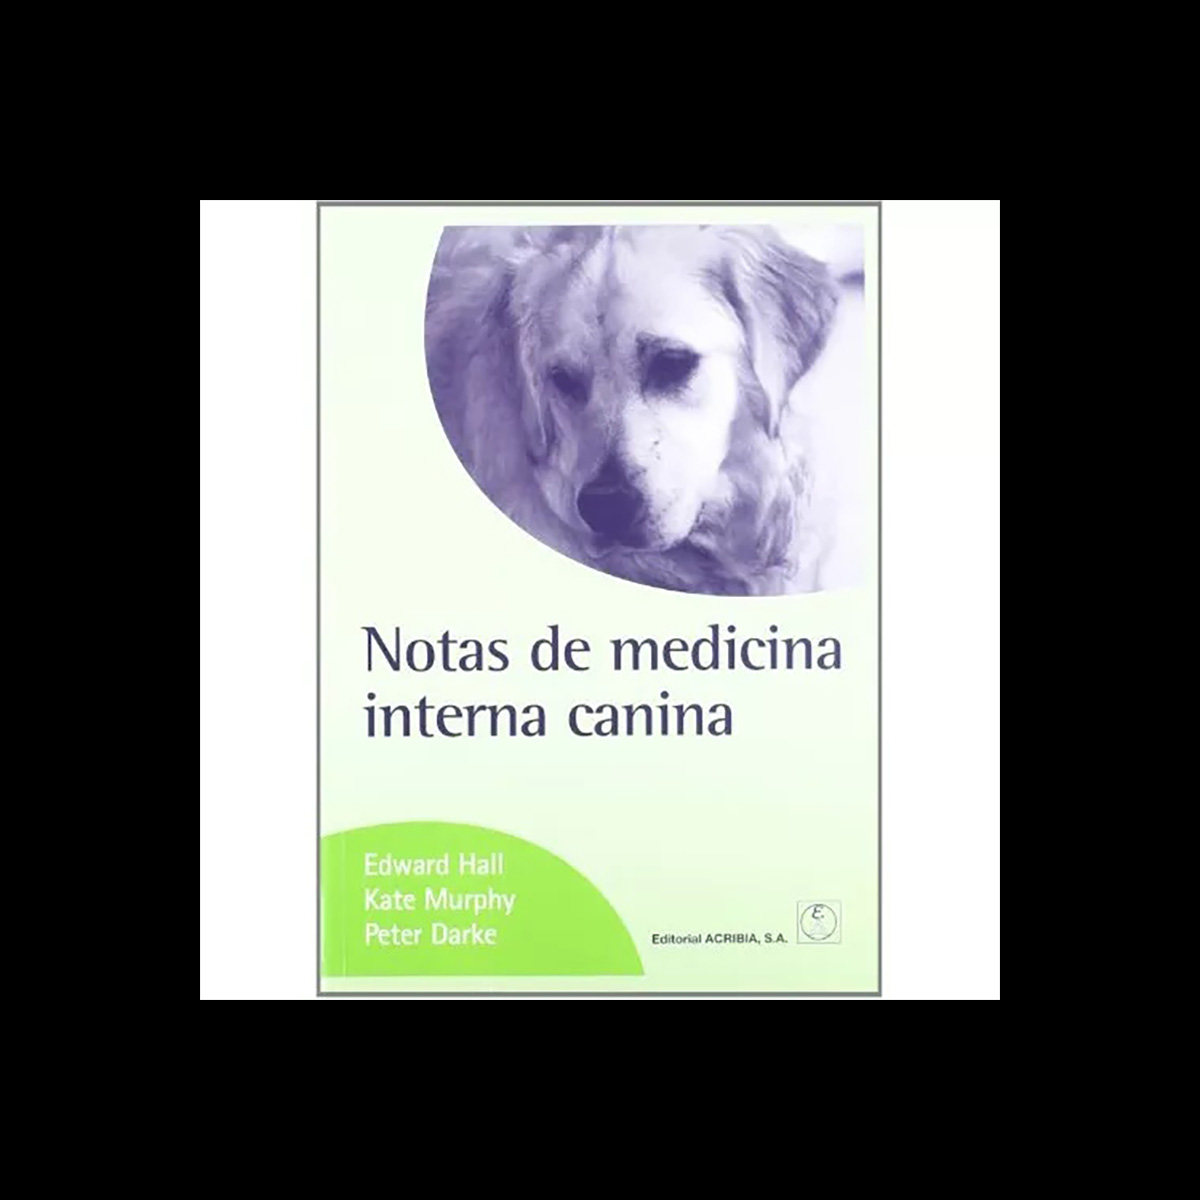 Notas de medicina
interna canina
Edward Hall
Kate Murphy
Peter Darke
Editorial ACRIBIA, S.A.